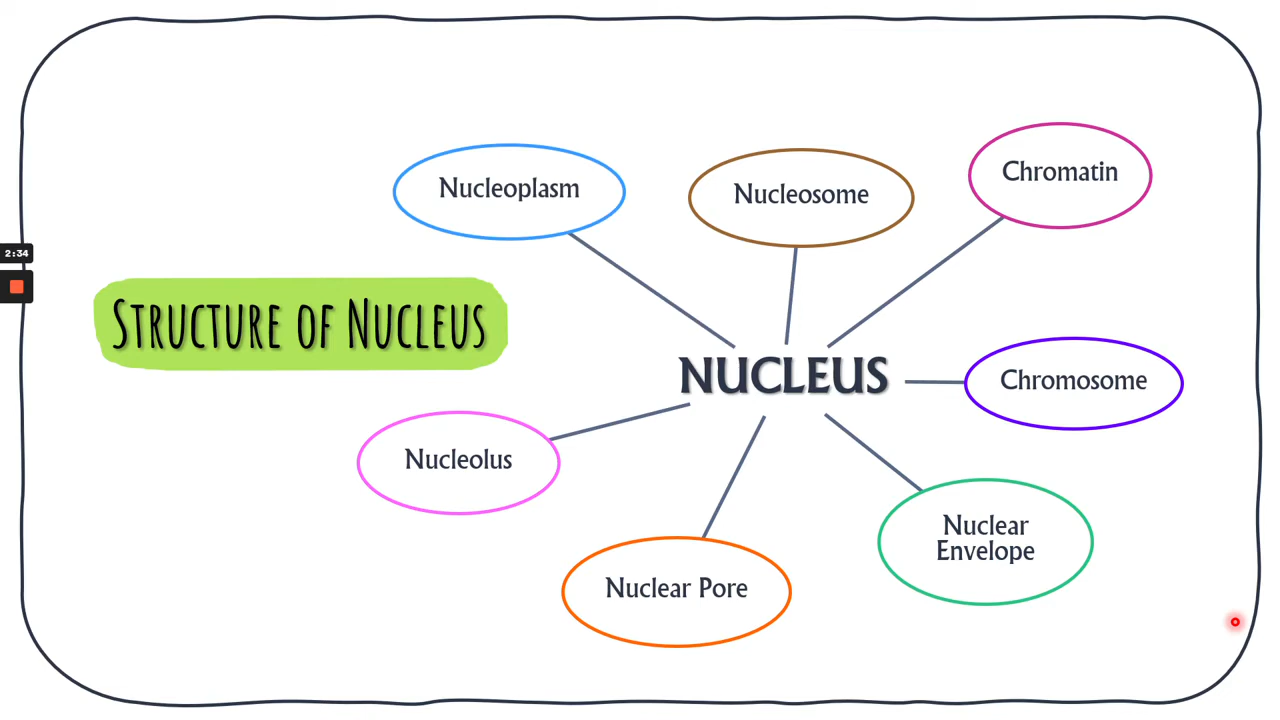 Chromatin
Nucleoplasm
Nucleosome
2:34
Structure of Nucleus
NUCLEUS
Chromosome
Nucleolus
Nuclear
Envelope
Nuclear Pore